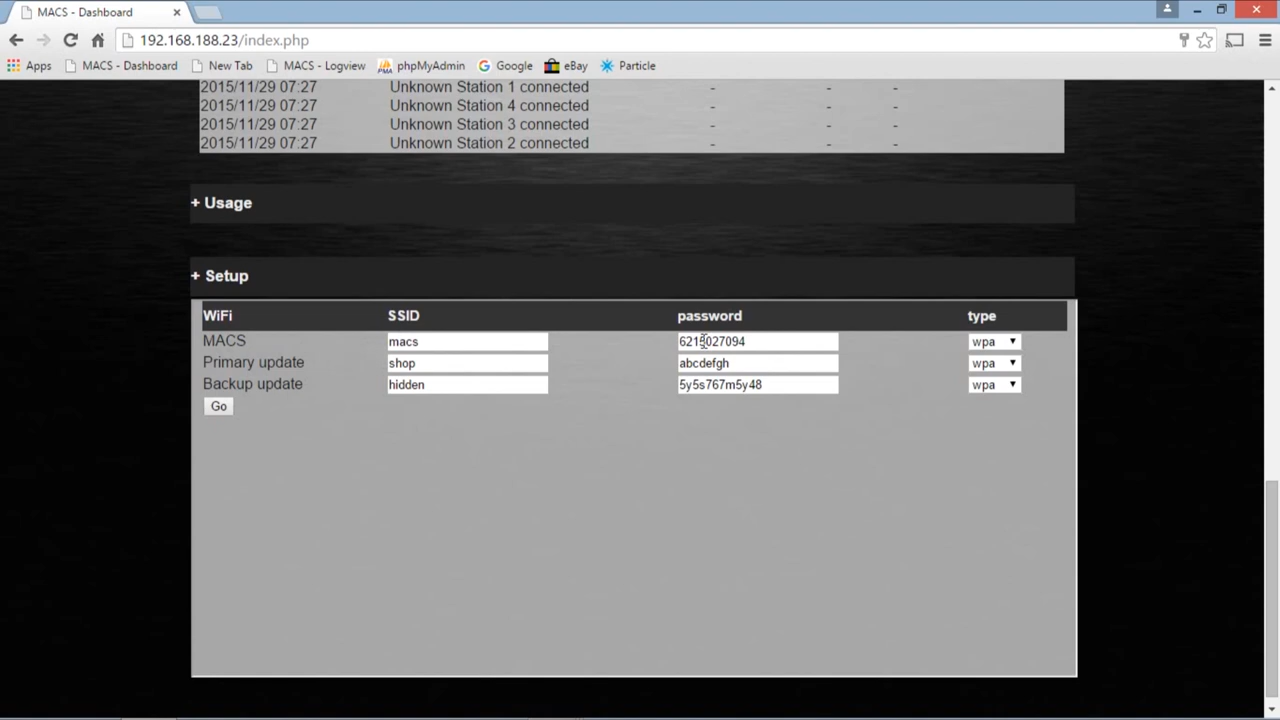 MACS - Dashboard
192.168.188.23/index.php
Apps MACS - Dashboard New Tab MACS - Logview phpMyAdmin Google eBay Particle
2015/11/29 07:27 Unknown Station 1 connected - - -
2015/11/29 07:27 Unknown Station 4 connected - - -
2015/11/29 07:27 Unknown Station 3 connected - - -
2015/11/29 07:27 Unknown Station 2 connected - - -
+ Usage
+ Setup
WiFi SSID password type
MACS macs wpa
Primary update shop abcdefgh wpa
Backup update hidden 5y5s767m5y48 wpa
Go